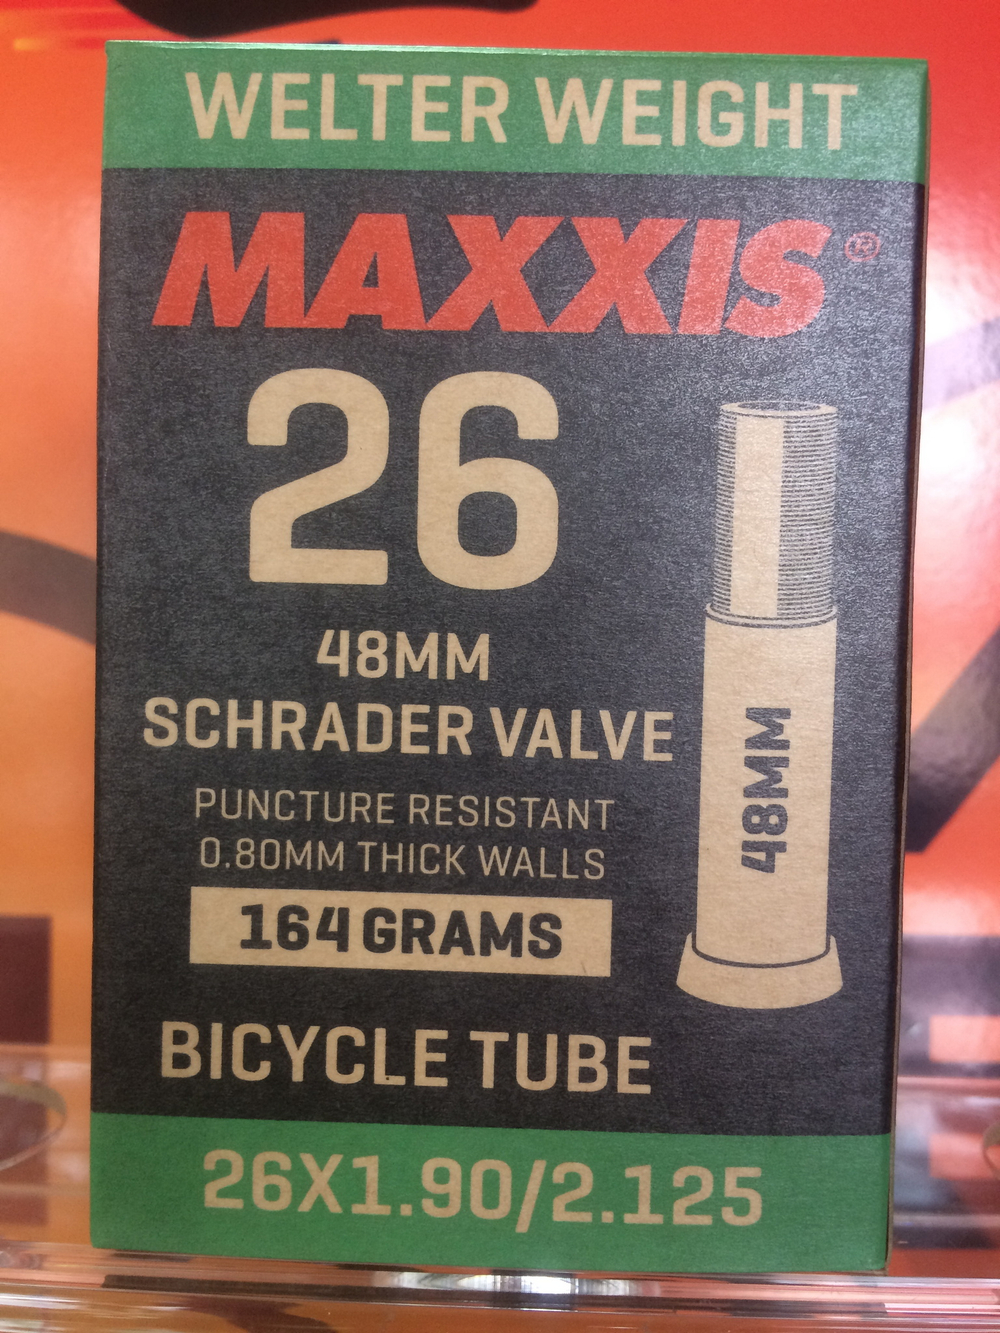 WELTER WEIGHT
MAXXIS®
26
48MM
SCHRADER VALVE
PUNCTURE RESISTANT
0.80MM THICK WALLS
164 GRAMS
BICYCLE TUBE
48MM
26X1.90/2.125